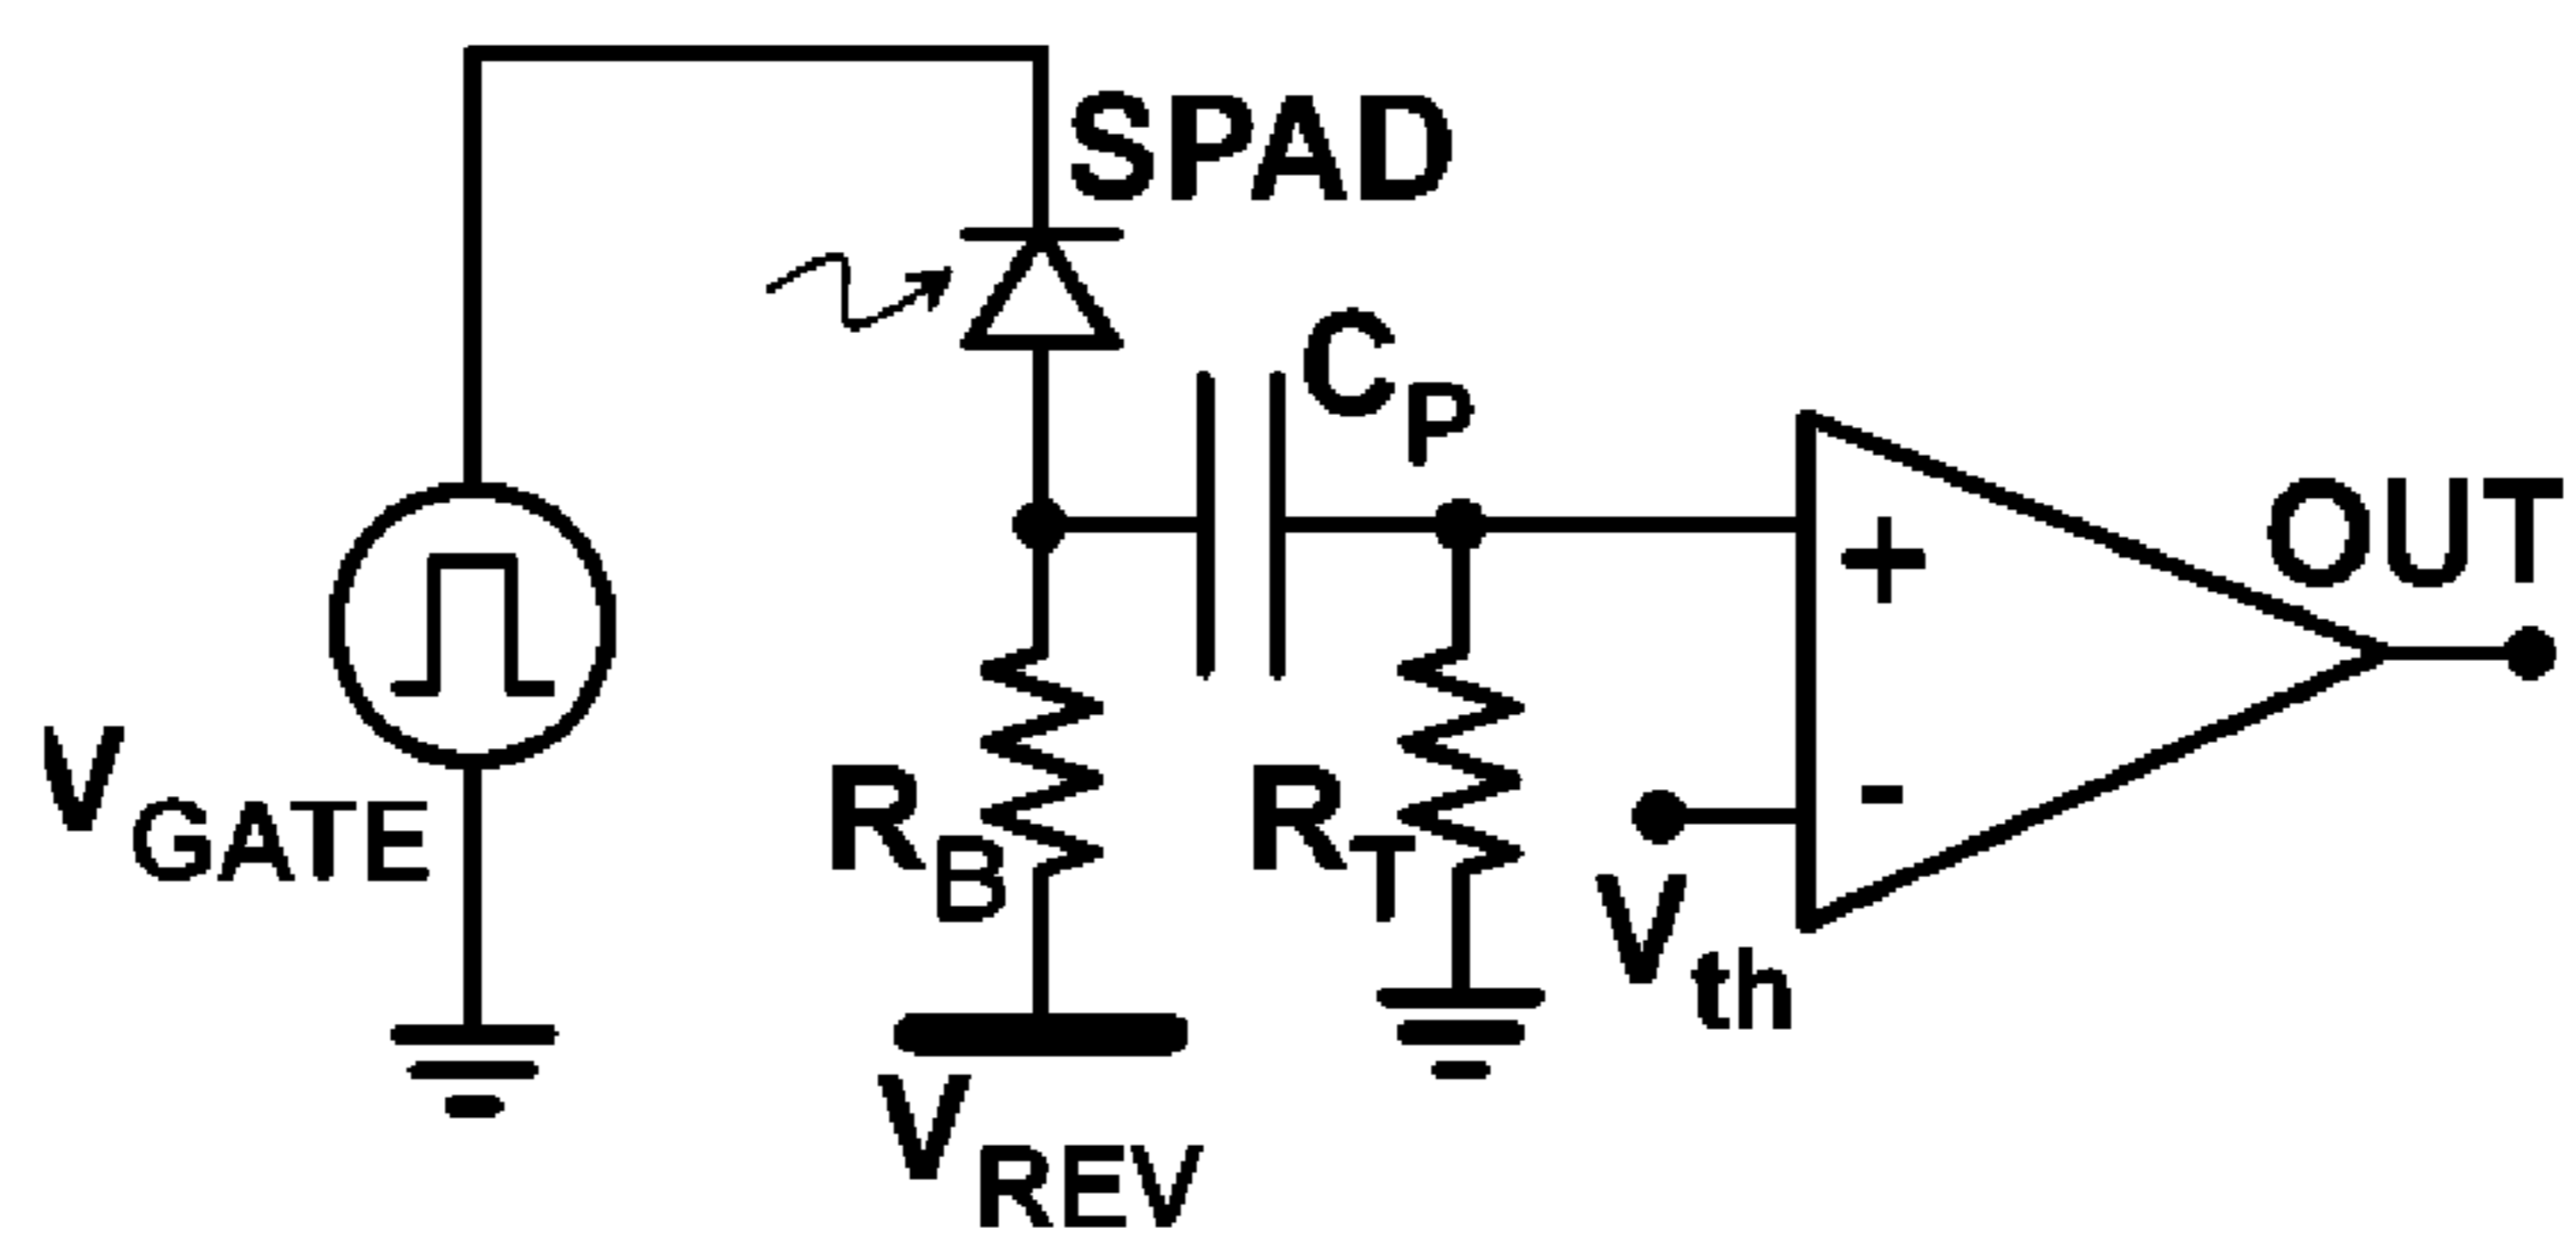 SPAD
CP
OUT
+
VGATE
RB
RT
-
Vth
VREV